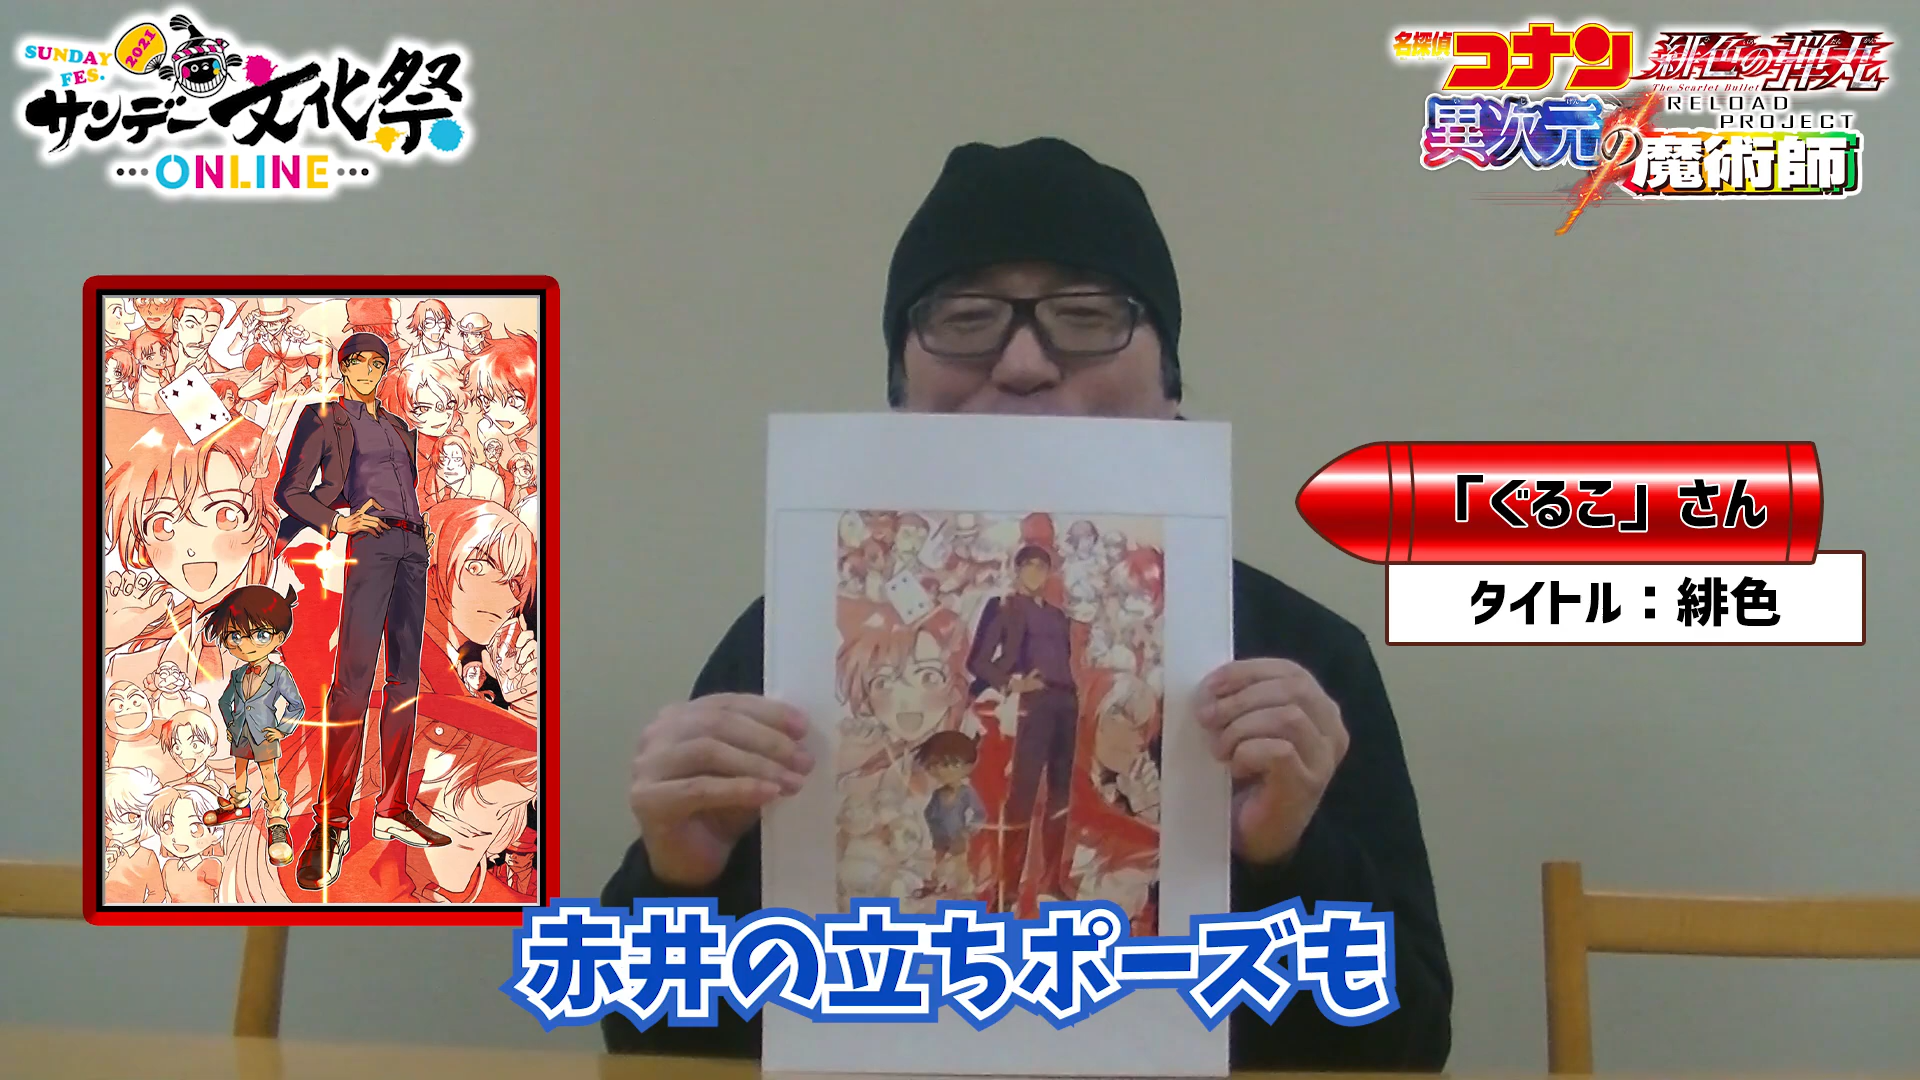 SUNDAY
FES.
2021
サンデー文化祭
ONLINE
名探偵
コナン
緋色の弾丸
The Scarlet Bullet
RELOAD
PROJECT
異次元の魔術師
「ぐるこ」さん
タイトル：緋色
赤井の立ちポーズも